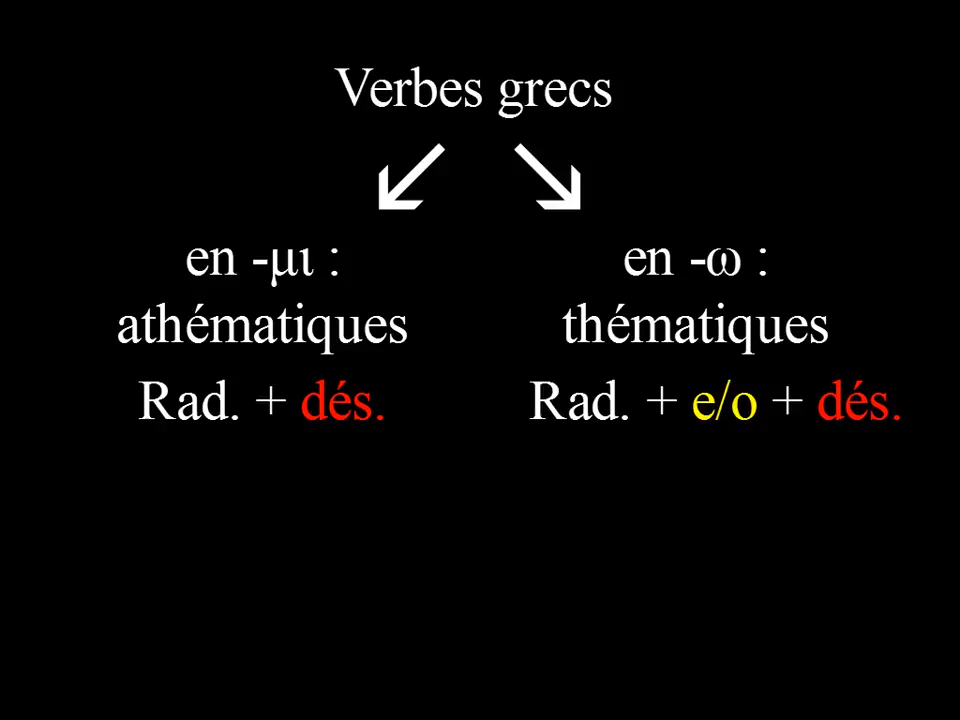 Verbes grecs
↙ ↘
en -μι : en -ω :
athématiques thématiques
Rad. + dés. Rad. + e/o + dés.